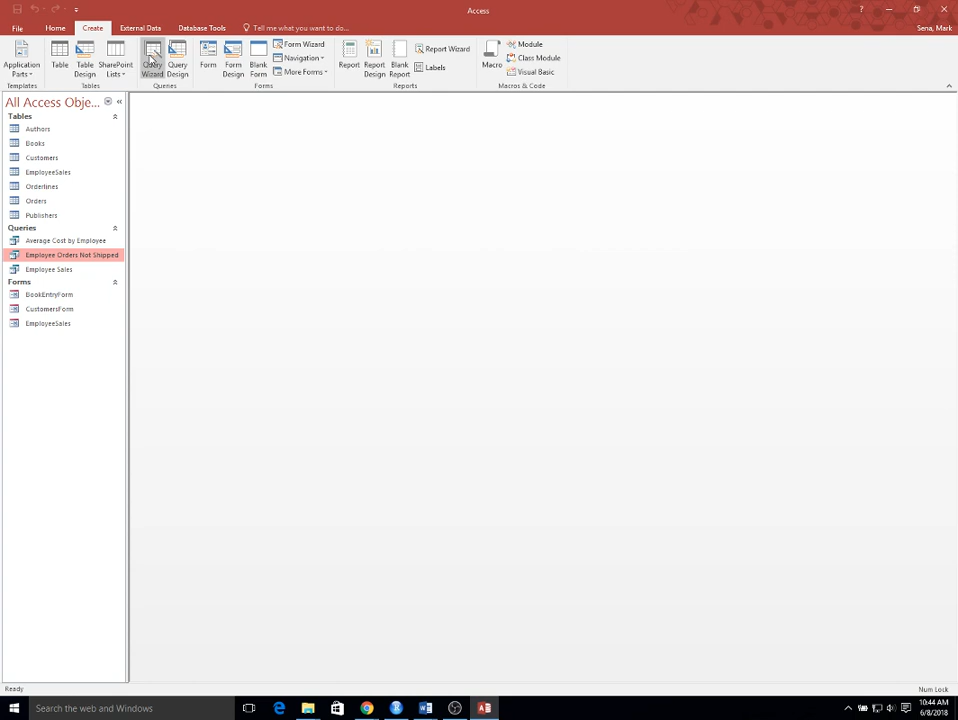 Access
Sena, Mark
File Home Create External Data Database Tools Tell me what you want to do...
Application Parts
Table
Table Design
SharePoint Lists
Query Wizard
Query Design
Form
Form Design
Blank Form
Form Wizard
Navigation
More Forms
Report
Report Design
Blank Report
Report Wizard
Labels
Macro
Module
Class Module
Visual Basic
Templates Tables Queries Forms Reports Macros & Code
All Access Obje...
Tables
Authors
Books
Customers
EmployeeSales
Orderlines
Orders
Publishers
Queries
Average Cost by Employee
Employee Orders Not Shipped
Employee Sales
Forms
BookEntryForm
CustomersForm
EmployeeSales
Ready
Num Lock
Search the web and Windows
10:44 AM
6/8/2018